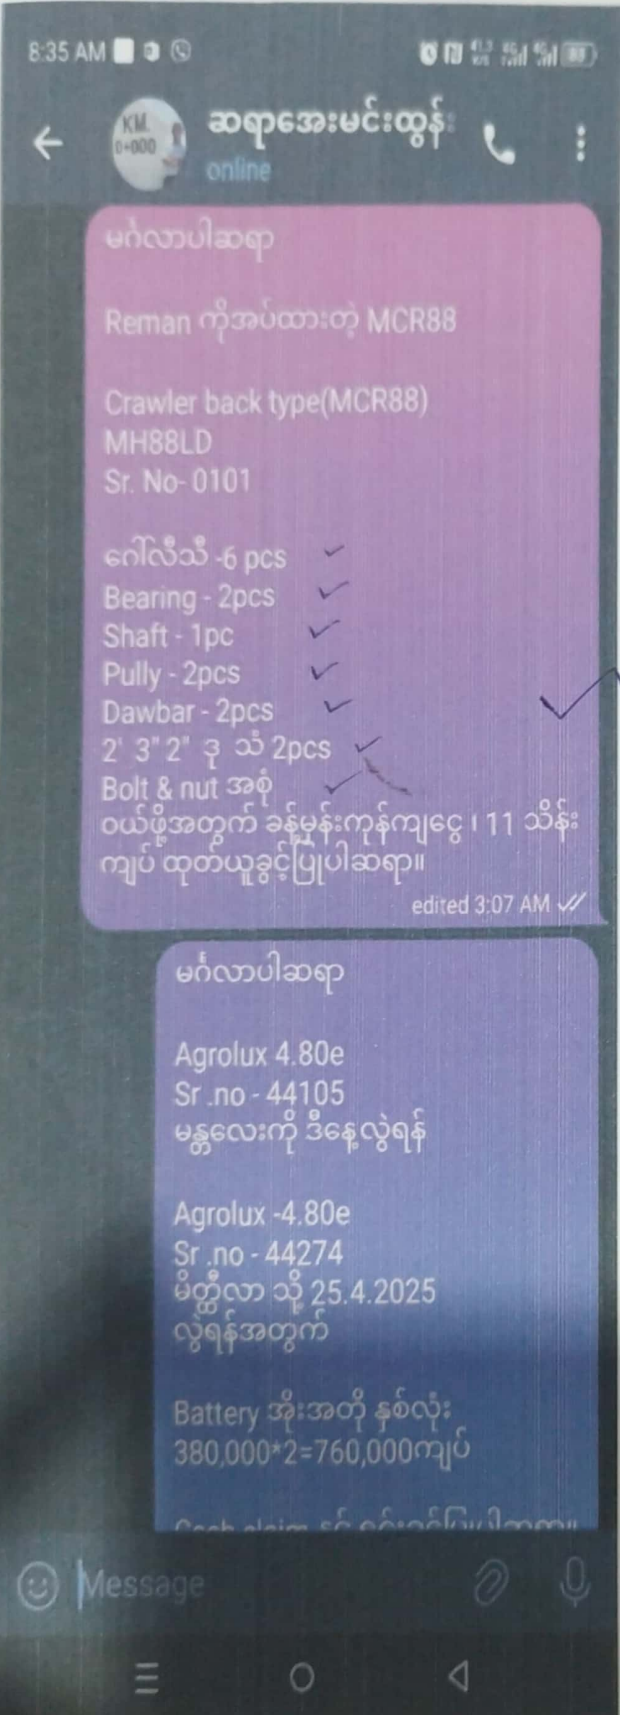 8:35 AM
KM.
0+000
ဆရာအေးမင်းထွန်း
online
မင်္ဂလာပါဆရာ
Reman ကိုအပ်ထားတဲ့ MCR88
Crawler back type(MCR88)
MH88LD
Sr. No- 0101
ဂေါ်လီသီ -6 pcs
Bearing - 2pcs
Shaft - 1pc
Pully - 2pcs
Dawbar - 2pcs
2' 3" 2" ဒု သံ 2pcs
Bolt & nut အစုံ
ဝယ်ဖို့အတွက် ခန့်မှန်းကုန်ကျငွေ ၊ 11 သိန်း
ကျပ် ထုတ်ယူခွင့်ပြုပါဆရာ။
edited 3:07 AM
မင်္ဂလာပါဆရာ
Agrolux 4.80e
Sr .no - 44105
မန္တလေးကို ဒီနေ့လွှဲရန်
Agrolux -4.80e
Sr .no - 44274
မိတ္ထီလာ သို့ 25.4.2025
လွှဲရန်အတွက်
Battery အိုးအတို နှစ်လုံး
380,000*2=760,000ကျပ်
Message